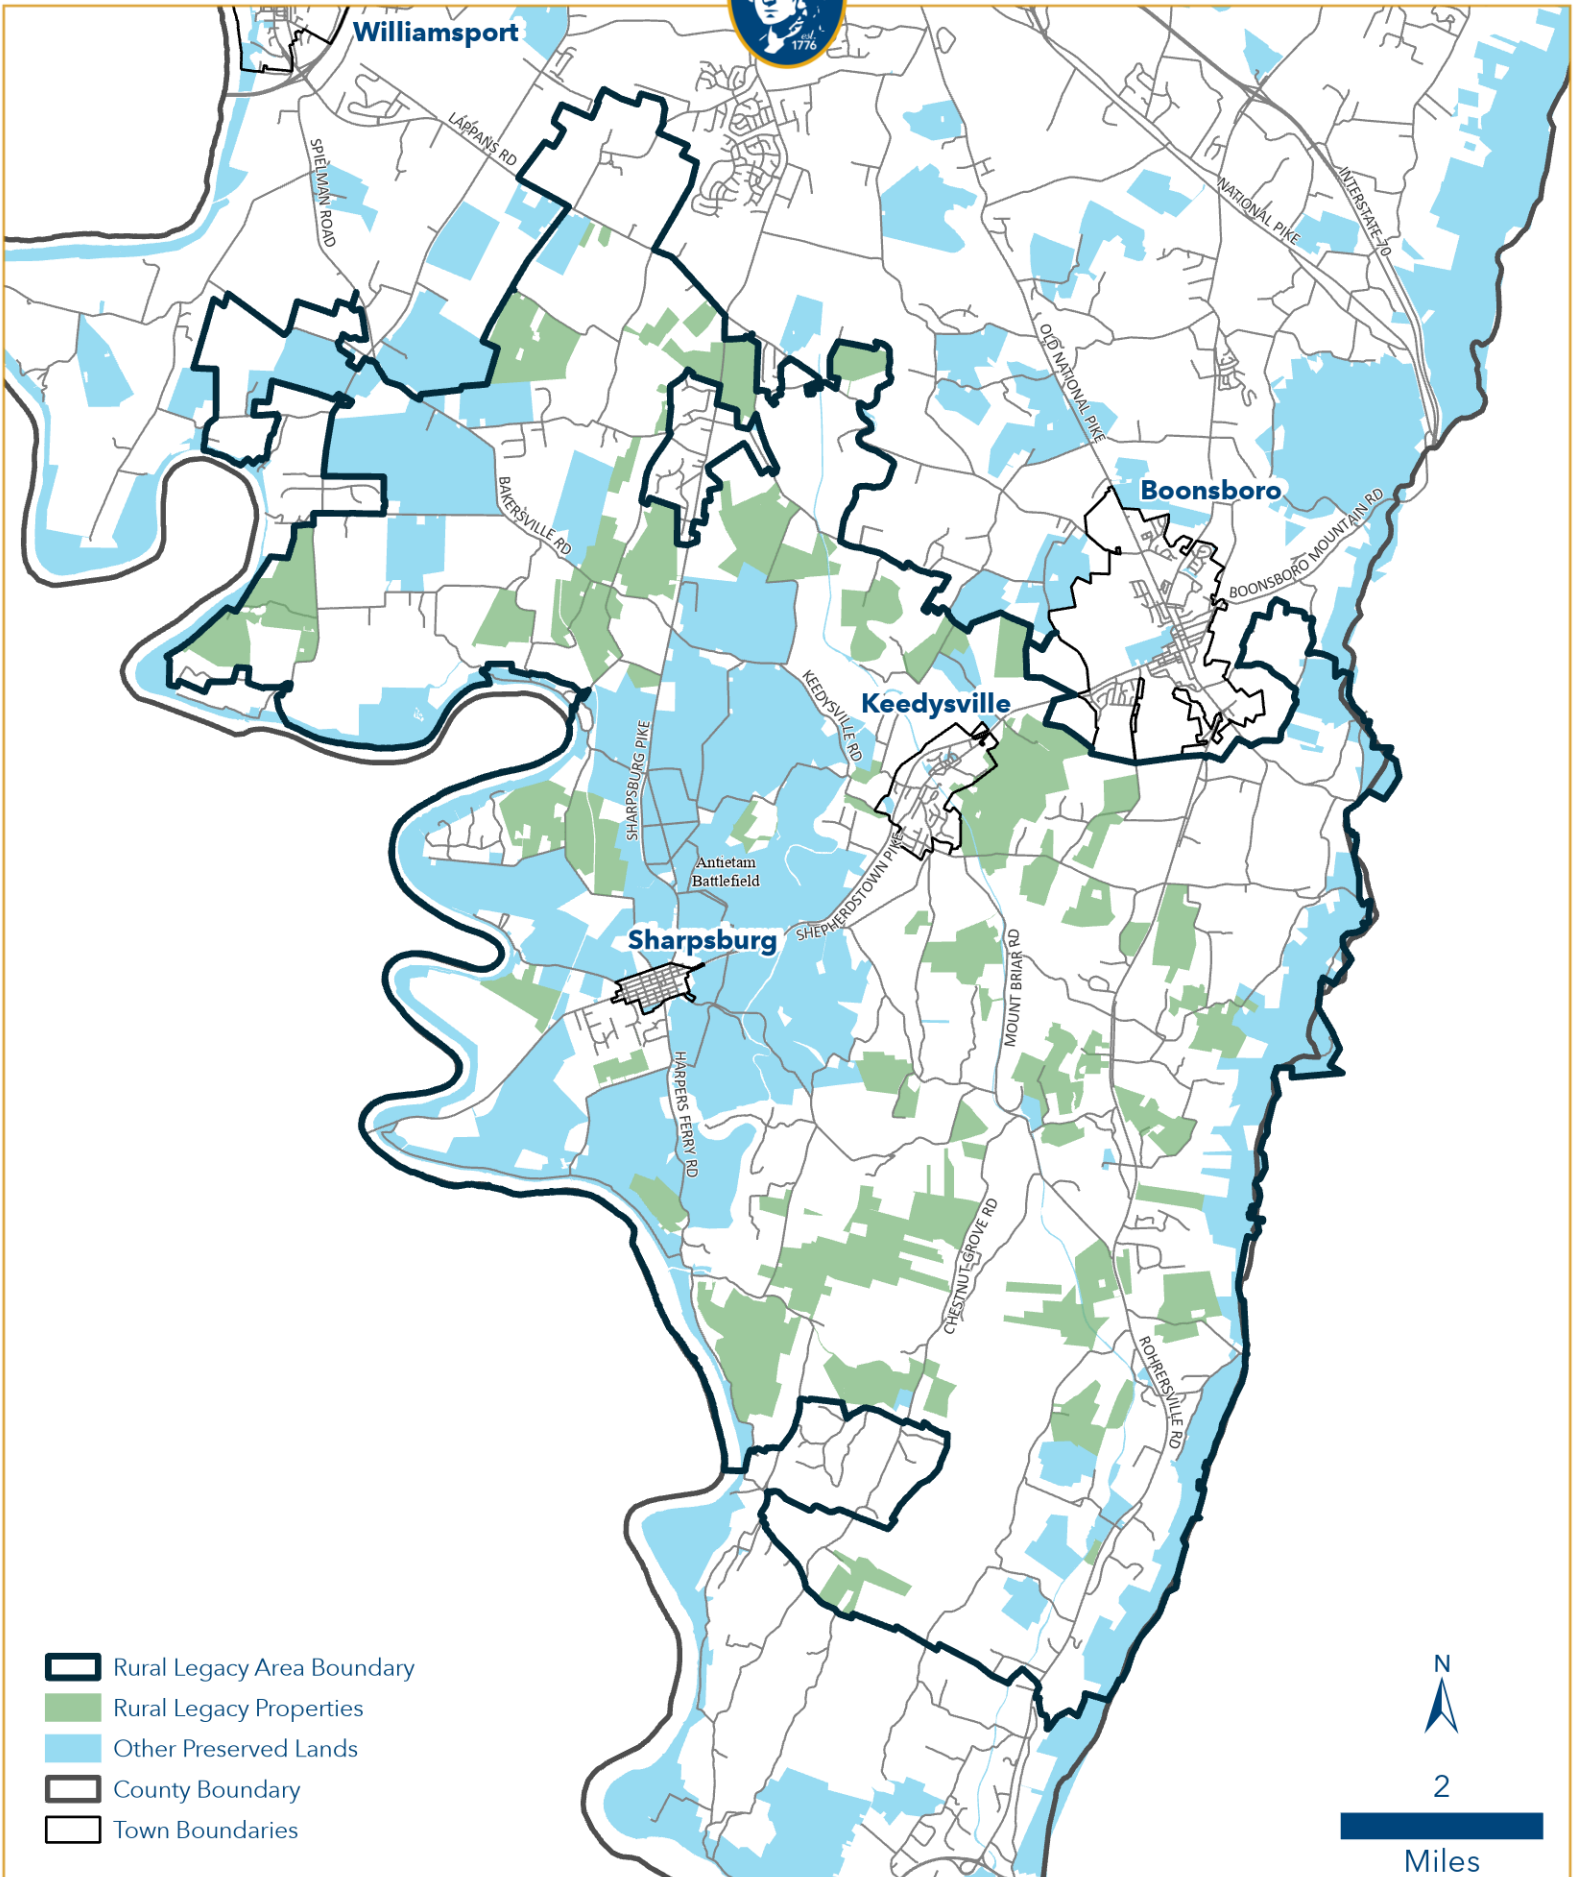 est.
1776
Williamsport
LAPPANS RD
SPIELMAN ROAD
NATIONAL PIKE
INTERSTATE 70
OLD NATIONAL PIKE
Boonsboro
BOONSBORO MOUNTAIN RD
BAKERSVILLE RD
KEEDYSVILLE RD
Keedysville
SHARPSBURG PIKE
Antietam
Battlefield
SHEPHERDSTOWN PIKE
Sharpsburg
MOUNT BRIAR RD
HARPERS FERRY RD
CHESTNUT GROVE RD
ROHRERSVILLE RD
Rural Legacy Area Boundary
Rural Legacy Properties
Other Preserved Lands
County Boundary
Town Boundaries
N
2
Miles